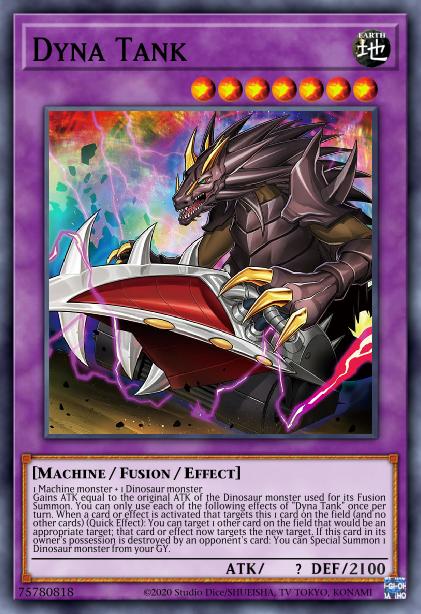 Dyna Tank
EARTH
地
[Machine / Fusion / Effect]
1 Machine monster + 1 Dinosaur monster
Gains ATK equal to the original ATK of the Dinosaur monster used for its Fusion
Summon. You can only use each of the following effects of "Dyna Tank" once per
turn. When a card or effect is activated that targets this 1 card on the field (and no
other cards) (Quick Effect): You can target 1 other card on the field that would be an
appropriate target; that card or effect now targets the new target. If this card in its
owner's possession is destroyed by an opponent's card: You can Special Summon 1
Dinosaur monster from your GY.
ATK/ ? DEF/2100
75780818 ©2020 Studio Dice/SHUEISHA, TV TOKYO, KONAMI